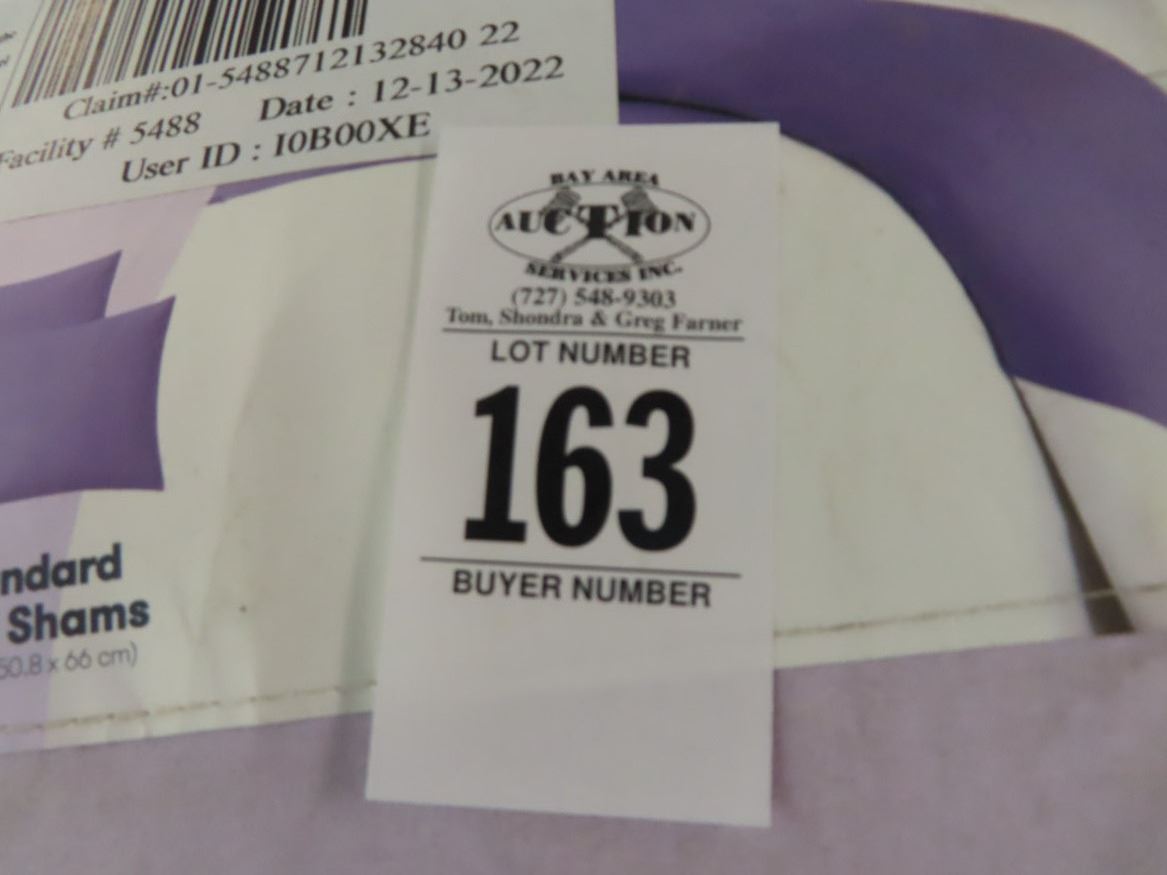 Claim#:01-5488712132840 22
Facility # 5488 Date : 12-13-2022
User ID : I0B00XE
BAY AREA
AUCTION
SERVICES INC.
(727) 548-9303
Tom, Shondra & Greg Farner
LOT NUMBER
163
BUYER NUMBER
ndard
Shams
50.8 x 66 cm)